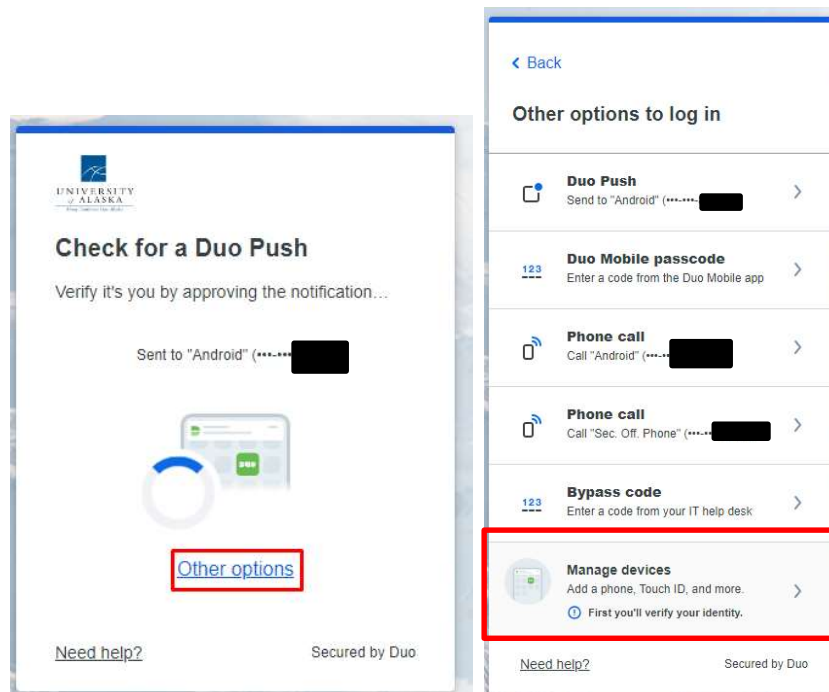 UNIVERSITY
of ALASKA
Check for a Duo Push
Verify it's you by approving the notification...
Sent to "Android" (•••-•••
DUO
Other options
Need help?
Secured by Duo
Back
Other options to log in
Duo Push
Send to "Android" (•••-•••-
123
Duo Mobile passcode
Enter a code from the Duo Mobile app
Phone call
Call "Android" (•••-••
Phone call
Call "Sec. Off. Phone" (•••-••
123
Bypass code
Enter a code from your IT help desk
Manage devices
Add a phone, Touch ID, and more.
First you'll verify your identity.
Need help?
Secured by Duo